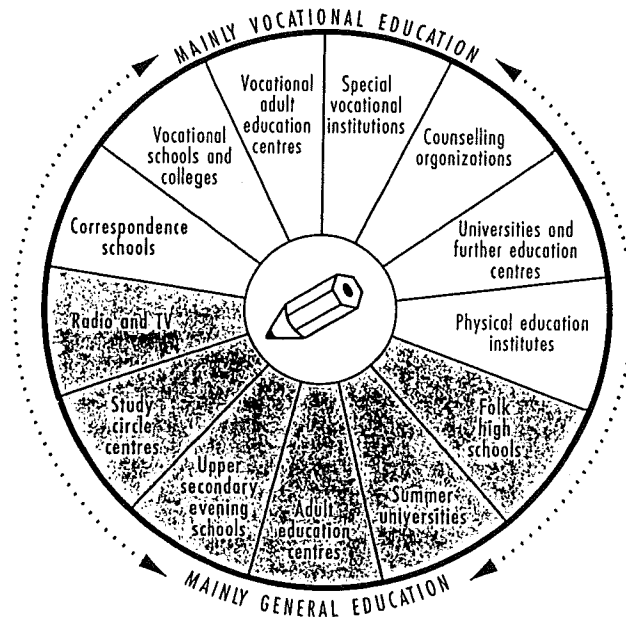 MAINLY VOCATIONAL EDUCATION
Vocational
adult
education
centres
Special
vocational
institutions
Vocational
schools and
colleges
Counselling
organizations
Correspondence
schools
Universities and
further education
centres
Radio and TV
Physical education
institutes
Study
circle
centres
Folk
high
schools
Upper
secondary
evening
schools
Adult
education
centres
Summer
universities
MAINLY GENERAL EDUCATION